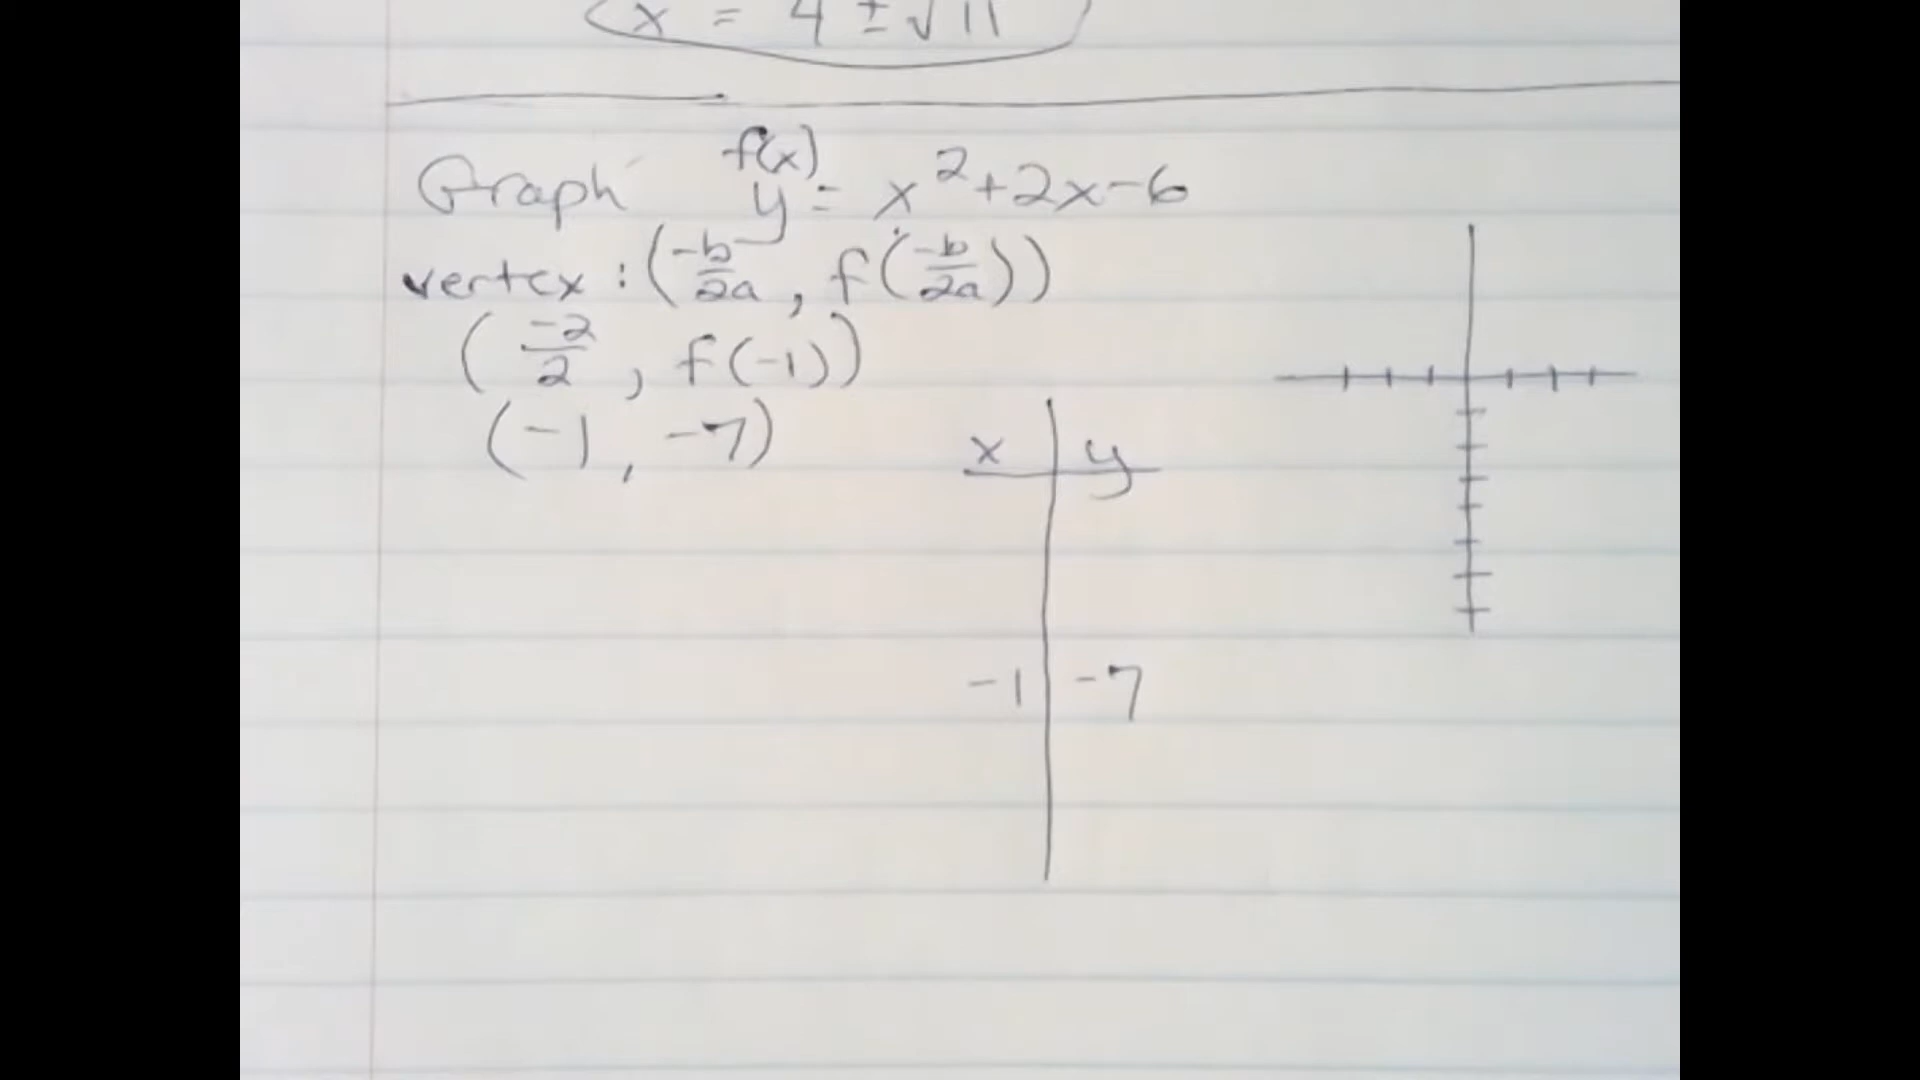 x = 4 ± √11
Graph f(x) y = x² + 2x - 6
vertex : (-b/2a, f(-b/2a))
(-2/2, f(-1))
(-1, -7)
x | y
-1 | -7